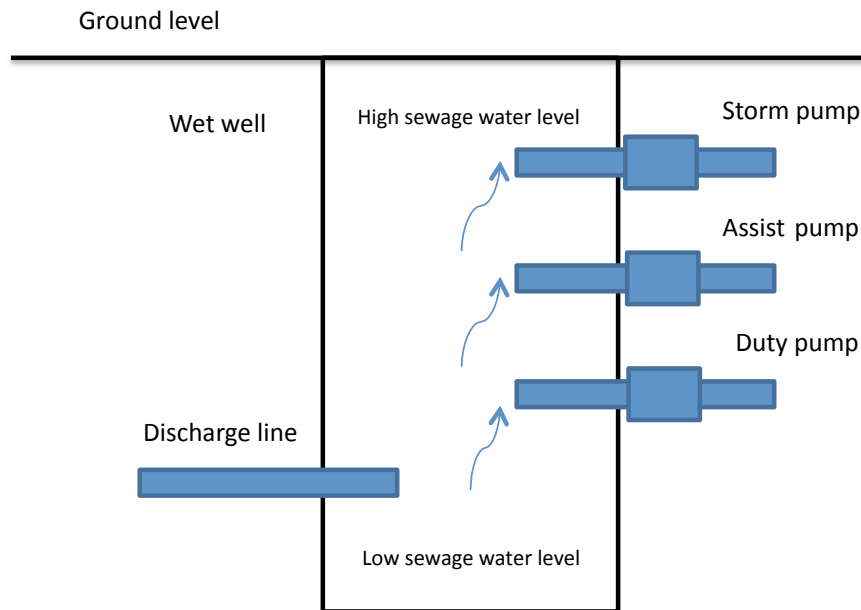 Ground level
Wet well
High sewage water level
Storm pump
Assist pump
Duty pump
Discharge line
Low sewage water level